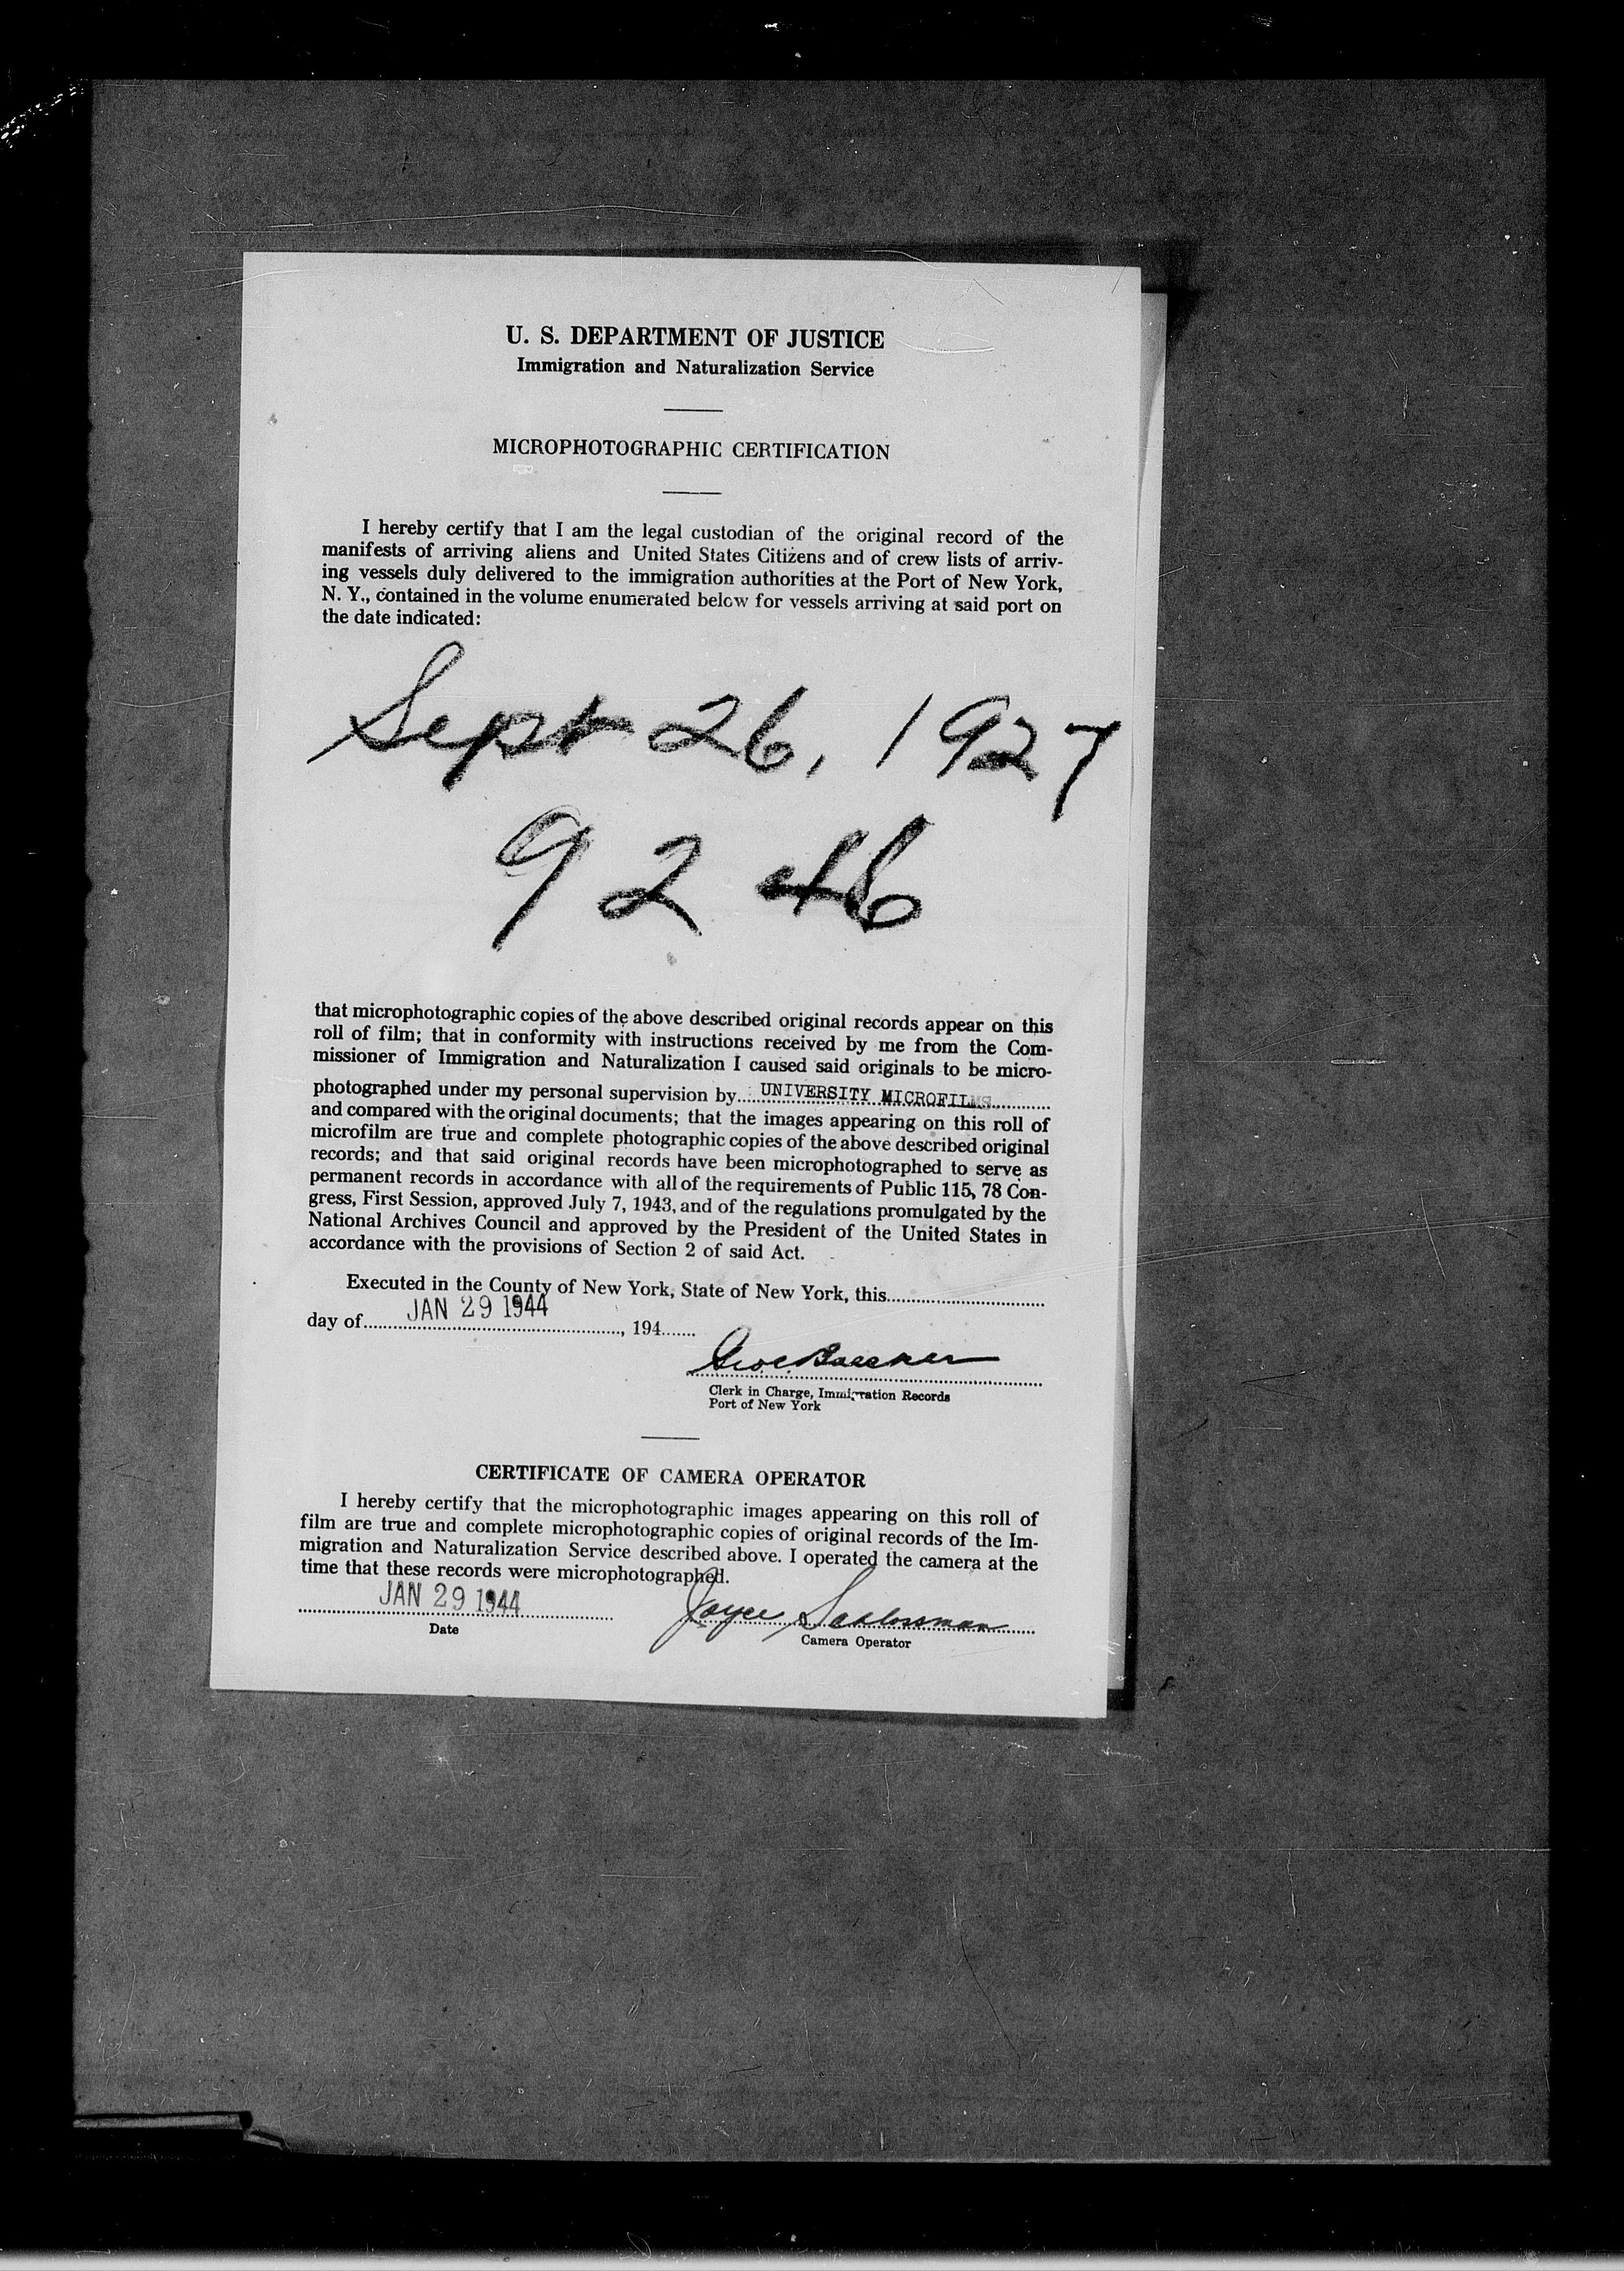 U. S. DEPARTMENT OF JUSTICE
Immigration and Naturalization Service
MICROPHOTOGRAPHIC CERTIFICATION
I hereby certify that I am the legal custodian of the original record of the
manifests of arriving aliens and United States Citizens and of crew lists of arriv-
ing vessels duly delivered to the immigration authorities at the Port of New York,
N. Y., contained in the volume enumerated below for vessels arriving at said port on
the date indicated:
Sept 26, 1927
92
that microphotographic copies of the above described original records appear on this
roll of film; that in conformity with instructions received by me from the Com-
missioner of Immigration and Naturalization I caused said originals to be micro-
photographed under my personal supervision by UNIVERSITY MICROFILMS
and compared with the original documents; that the images appearing on this roll of
microfilm are true and complete photographic copies of the above described original
records; and that said original records have been microphotographed to serve as
permanent records in accordance with all of the requirements of Public 115, 78 Con-
gress, First Session, approved July 7, 1943, and of the regulations promulgated by the
National Archives Council and approved by the President of the United States in
accordance with the provisions of Section 2 of said Act.
Executed in the County of New York, State of New York, this
day of JAN 29 1944, 194
Clerk in Charge, Immigration Records
Port of New York
CERTIFICATE OF CAMERA OPERATOR
I hereby certify that the microphotographic images appearing on this roll of
film are true and complete microphotographic copies of original records of the Im-
migration and Naturalization Service described above. I operated the camera at the
time that these records were microphotographed.
JAN 29 1944 Joyce Schlossman
Date
Camera Operator